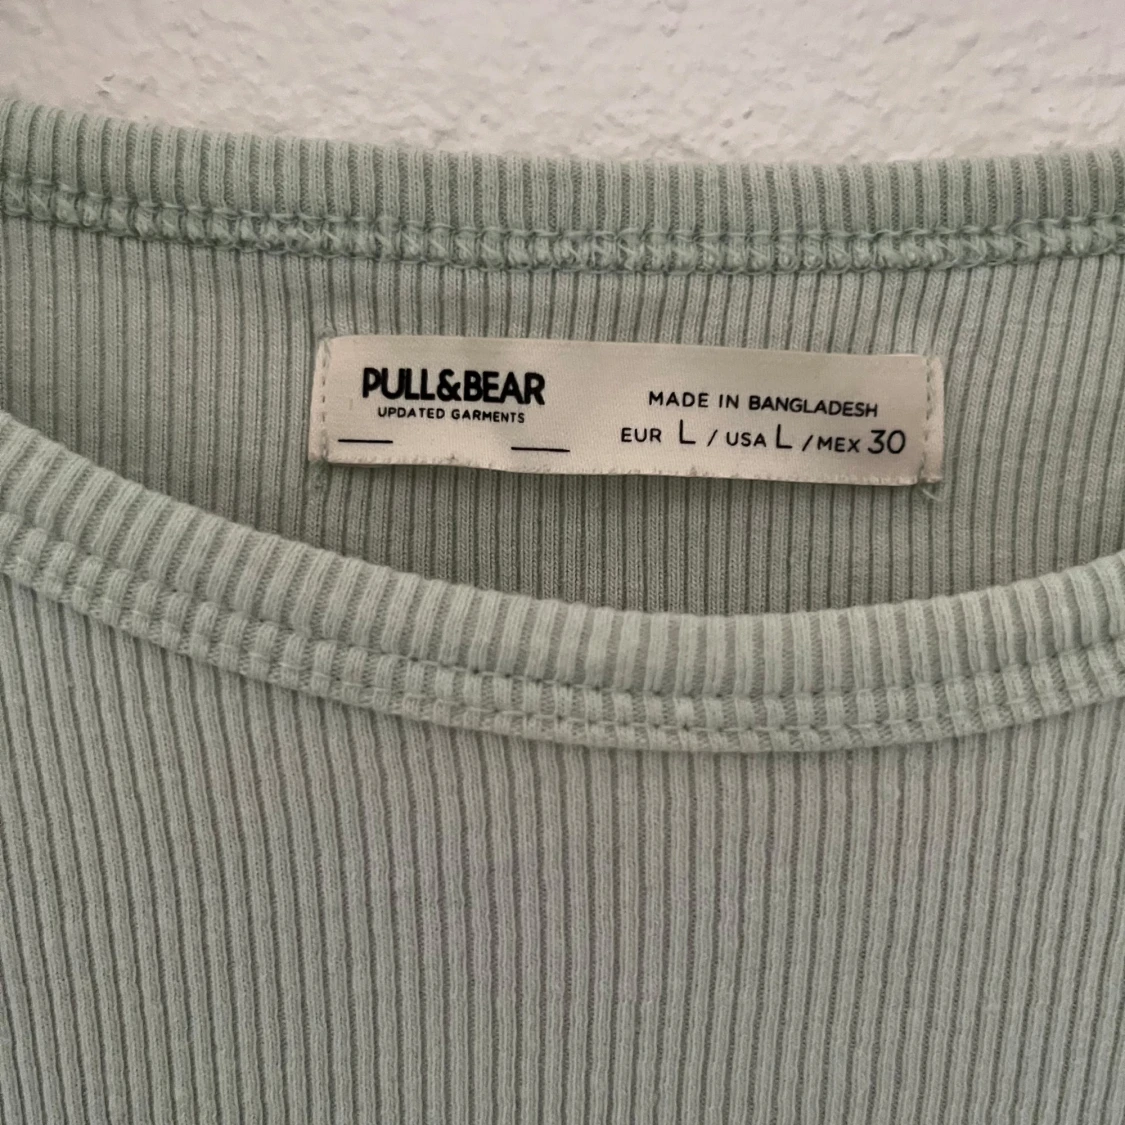 PULL&BEAR
UPDATED GARMENTS
MADE IN BANGLADESH
EUR L / USA L / MEX 30